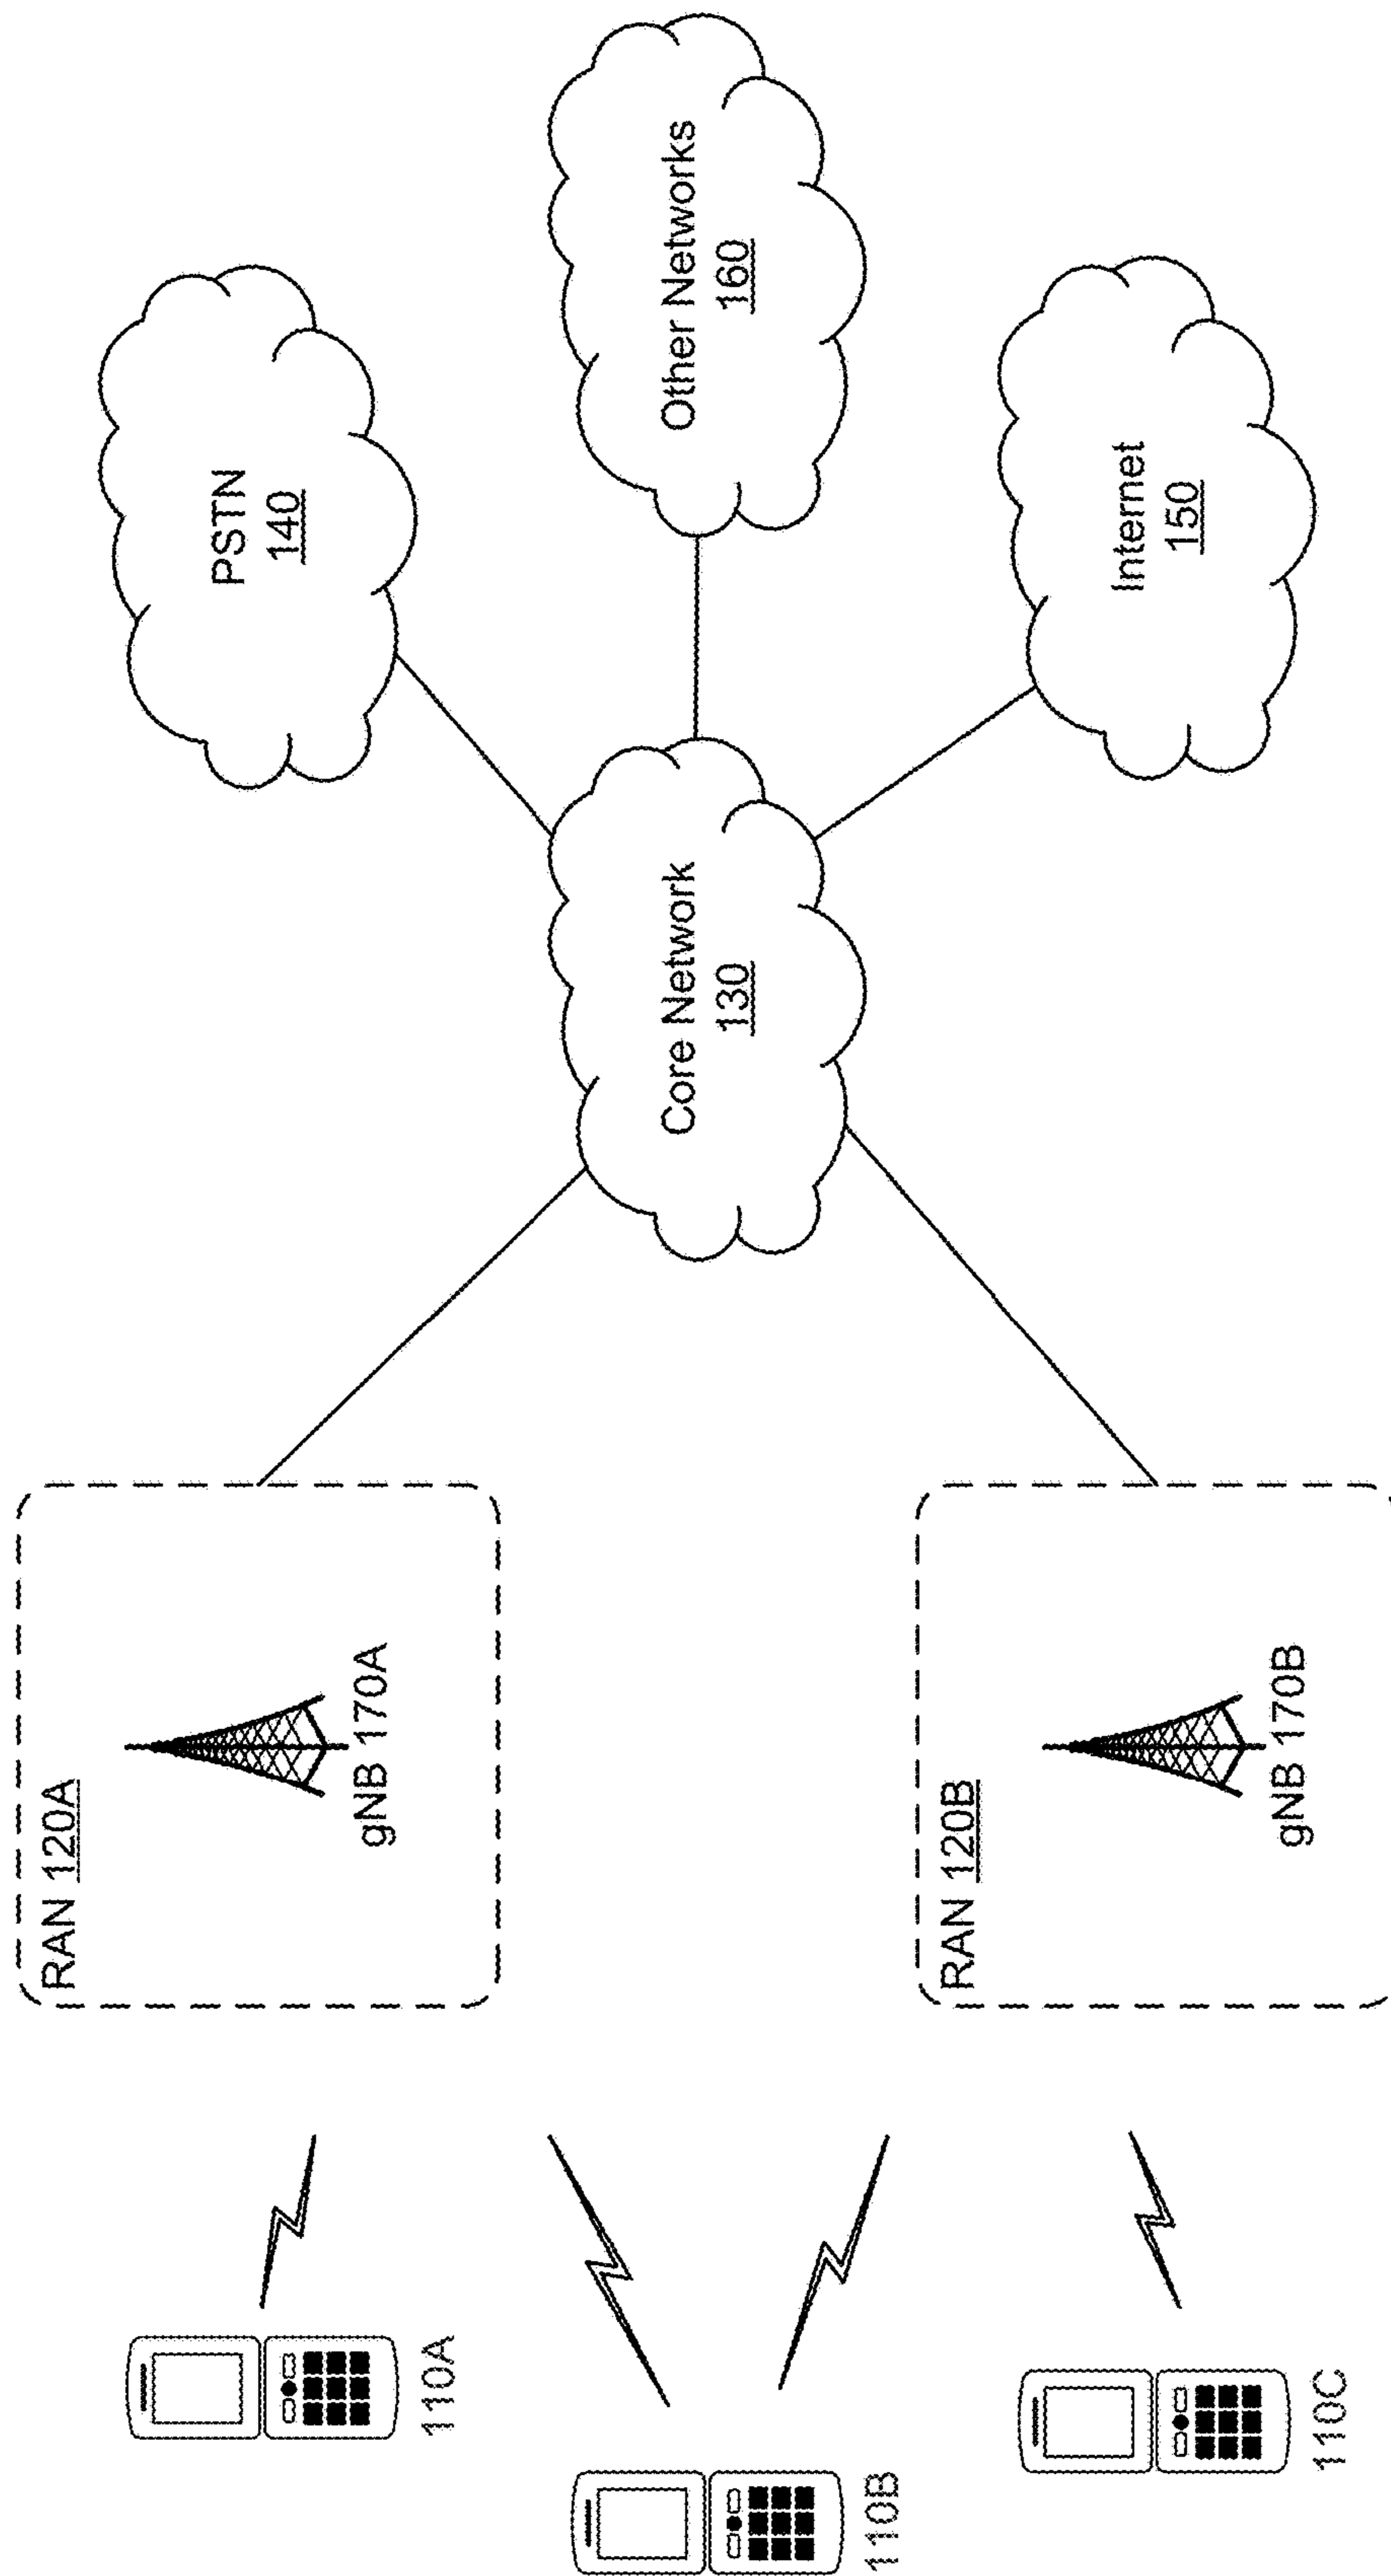 110A
110B
110C
RAN 120A
gNB 170A
RAN 120B
gNB 170B
Core Network
130
PSTN
140
Other Networks
160
Internet
150